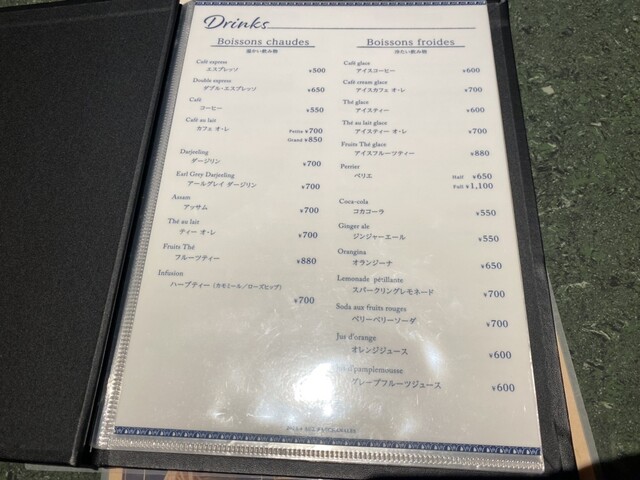 Drinks
Boissons chaudes
温かい飲み物
Café express
エスプレッソ ¥500
Double express
ダブル・エスプレッソ ¥650
Café
コーヒー ¥550
Café au lait
カフェ オ・レ Petite ¥700
Grand ¥850
Darjeeling
ダージリン ¥700
Earl Grey Darjeeling
アールグレイ ダージリン ¥700
Assam
アッサム ¥700
Thé au lait
ティー オ・レ ¥700
Fruits Thé
フルーツティー ¥880
Infusion
ハーブティー (カモミール/ローズヒップ)
¥700
Boissons froides
冷たい飲み物
Café glace
アイスコーヒー ¥600
Café cream glace
アイスカフェ オ・レ ¥700
Thé glace
アイスティー ¥600
Thé au lait glace
アイスティー オ・レ ¥700
Fruits Thé glace
アイスフルーツティー ¥880
Perrier
ペリエ Half ¥650
Full ¥1,100
Coca-cola
コカコーラ ¥550
Ginger ale
ジンジャーエール ¥550
Orangina
オランジーナ ¥650
Lemonade pétillante
スパークリングレモネード ¥700
Soda aux fruits rouges
ベリーベリーソーダ ¥700
Jus d'orange
オレンジジュース ¥600
d'pamplemousse
グレープフルーツジュース ¥600